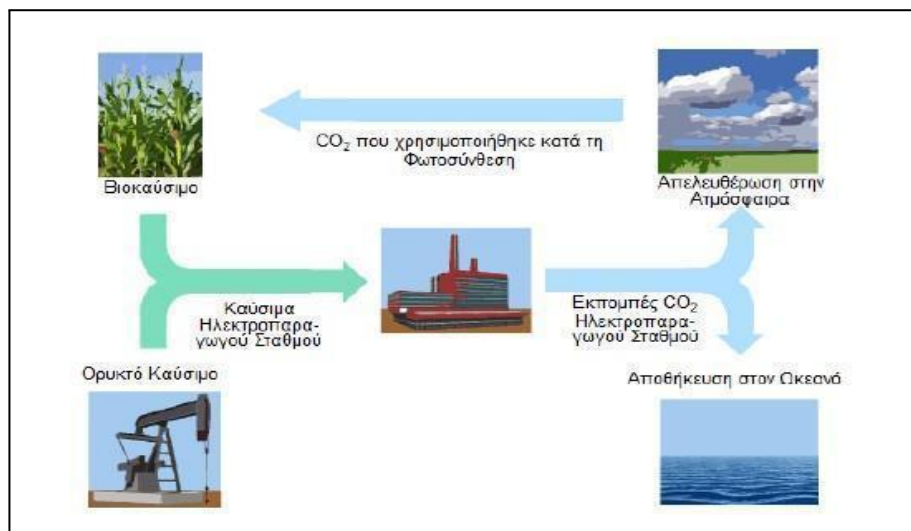 CO₂ που χρησιμοποιήθηκε κατά τη
Φωτοσύνθεση
Βιοκαύσιμο
Απελευθέρωση στην
Ατμόσφαιρα
Καύσιμα
Ηλεκτροπαρα-
γωγού Σταθμού
Εκπομπές CO₂
Ηλεκτροπαρα-
γωγού Σταθμού
Ορυκτό Καύσιμο
Αποθήκευση στον Ωκεανό